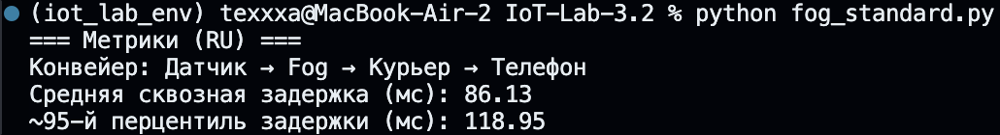 (iot_lab_env) texxxa@MacBook-Air-2 IoT-Lab-3.2 % python fog_standard.py
=== Метрики (RU) ===
Конвейер: Датчик → Fog → Курьер → Телефон
Средняя сквозная задержка (мс): 86.13
~95-й перцентиль задержки (мс): 118.95